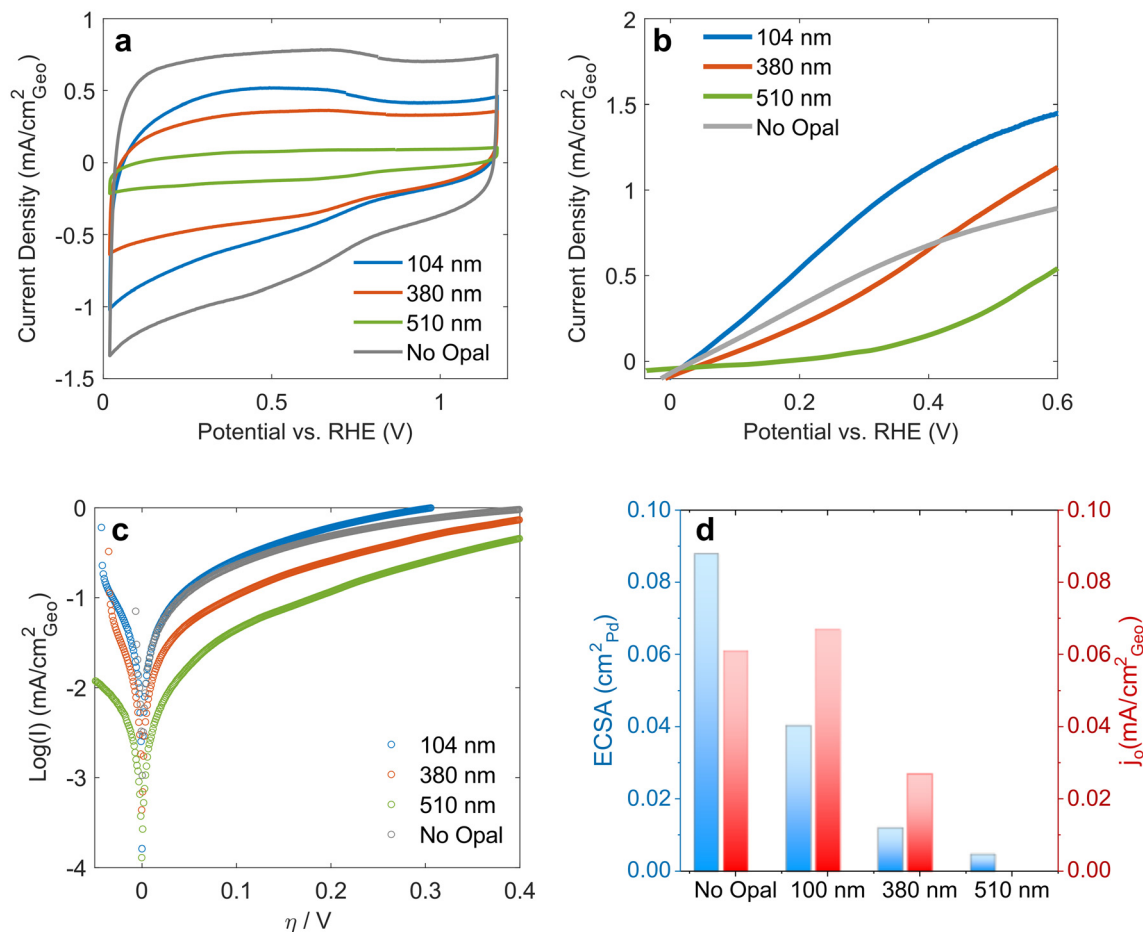 a
1
0.5
0
-0.5
-1
-1.5
0
0.5
1
Current Density (mA/cm²Geo)
Potential vs. RHE (V)
104 nm
380 nm
510 nm
No Opal
b
2
1.5
1
0.5
0
0
0.2
0.4
0.6
Current Density (mA/cm²Geo)
Potential vs. RHE (V)
104 nm
380 nm
510 nm
No Opal
c
0
-1
-2
-3
-4
0
0.1
0.2
0.3
0.4
Log(I) (mA/cm²Geo)
η / V
104 nm
380 nm
510 nm
No Opal
d
0.10
0.08
0.06
0.04
0.02
0.00
ECSA (cm²Pd)
0.10
0.08
0.06
0.04
0.02
0.00
jo(mA/cm²Geo)
No Opal
100 nm
380 nm
510 nm